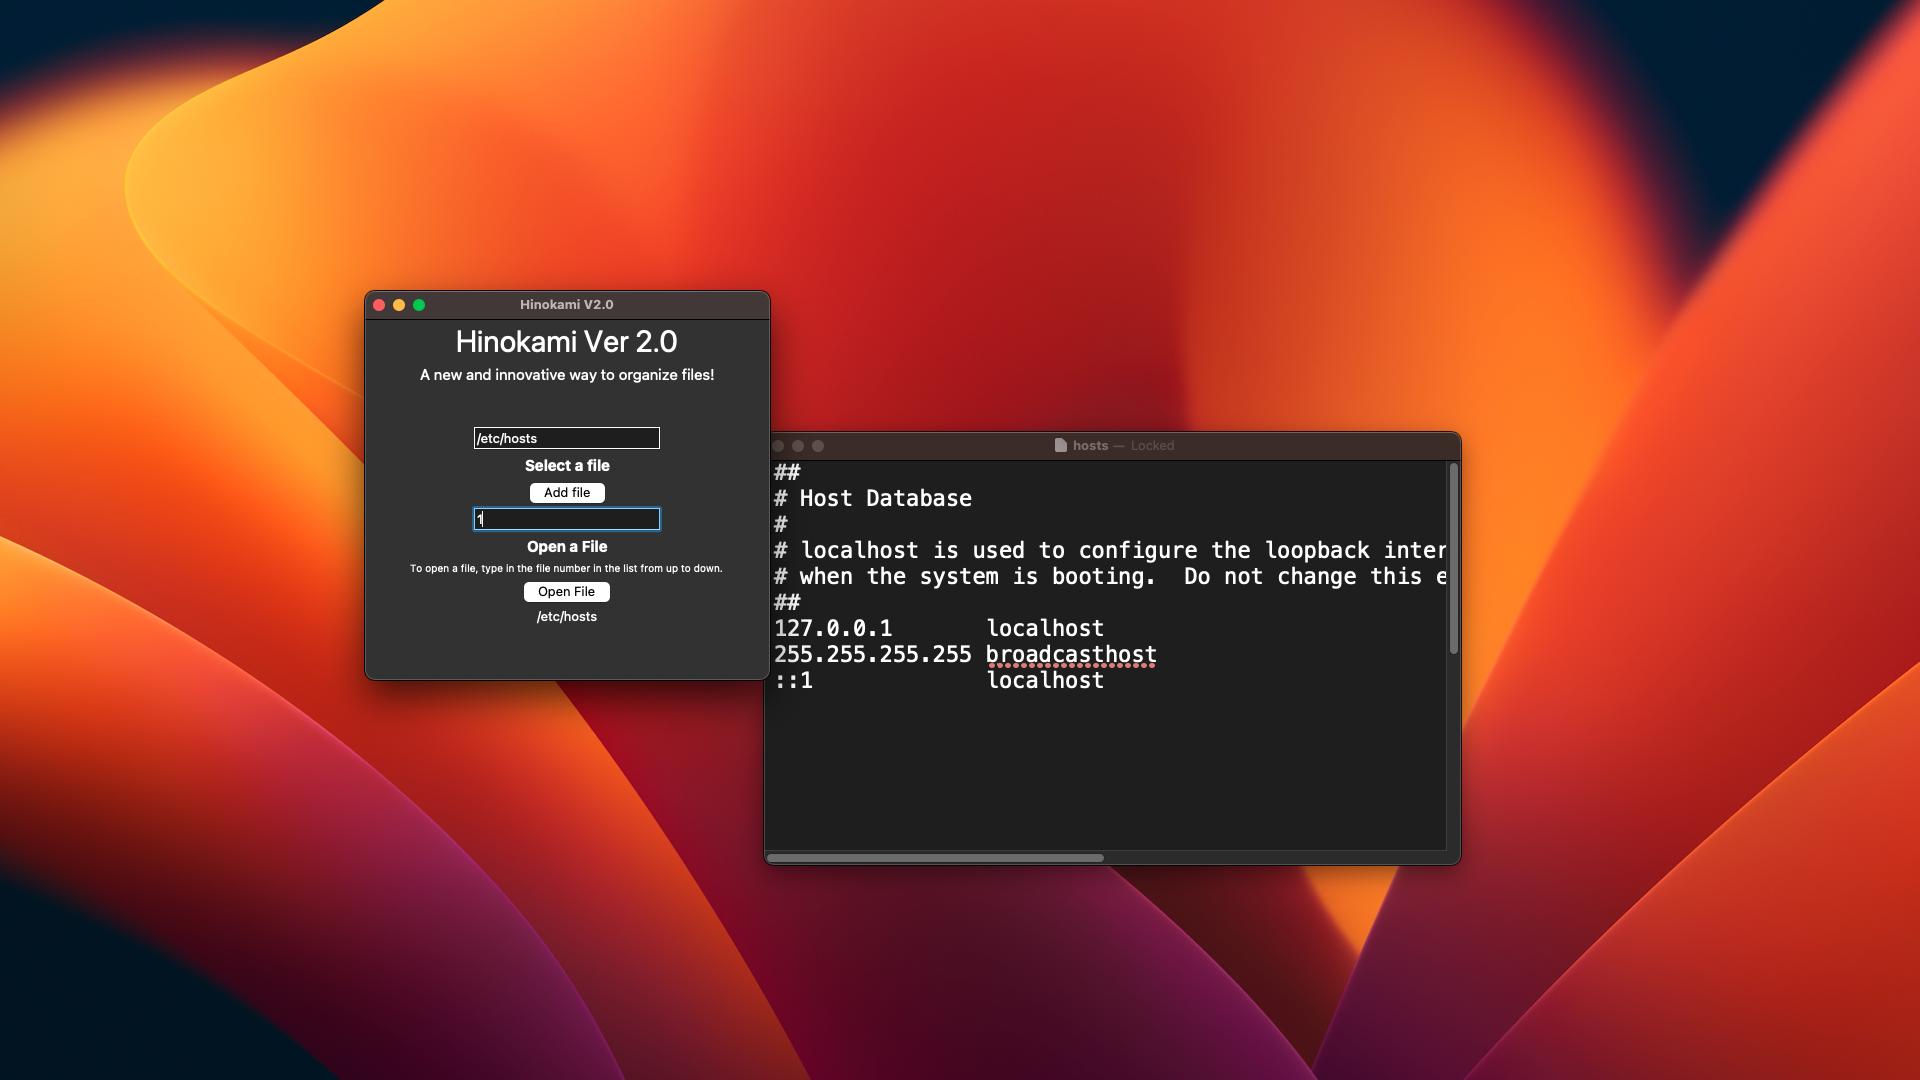 Hinokami V2.0
Hinokami Ver 2.0
A new and innovative way to organize files!
/etc/hosts
Select a file
Add file
1
Open a File
To open a file, type in the file number in the list from up to down.
Open File
/etc/hosts
hosts — Locked
##
# Host Database
#
# localhost is used to configure the loopback inter
# when the system is booting.  Do not change this e
##
127.0.0.1       localhost
255.255.255.255 broadcasthost
::1             localhost